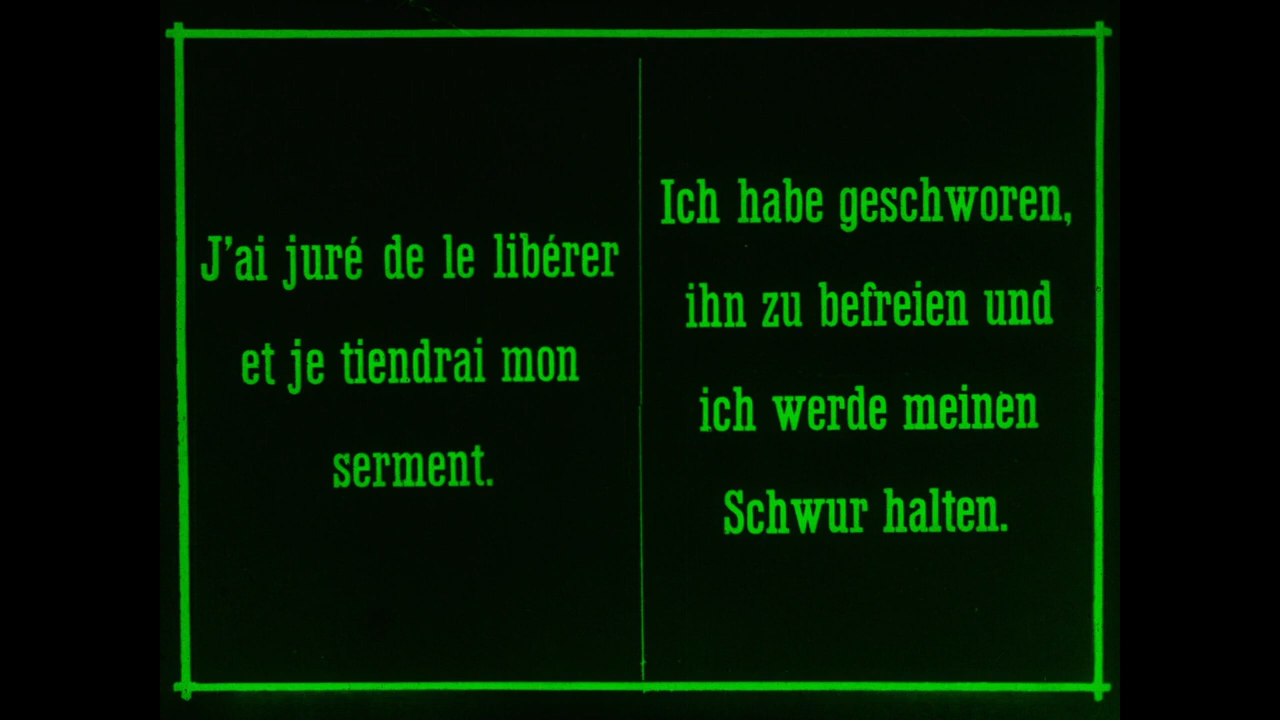 J'ai juré de le libérer
et je tiendrai mon
serment.
Ich habe geschworen,
ihn zu befreien und
ich werde meinen
Schwur halten.